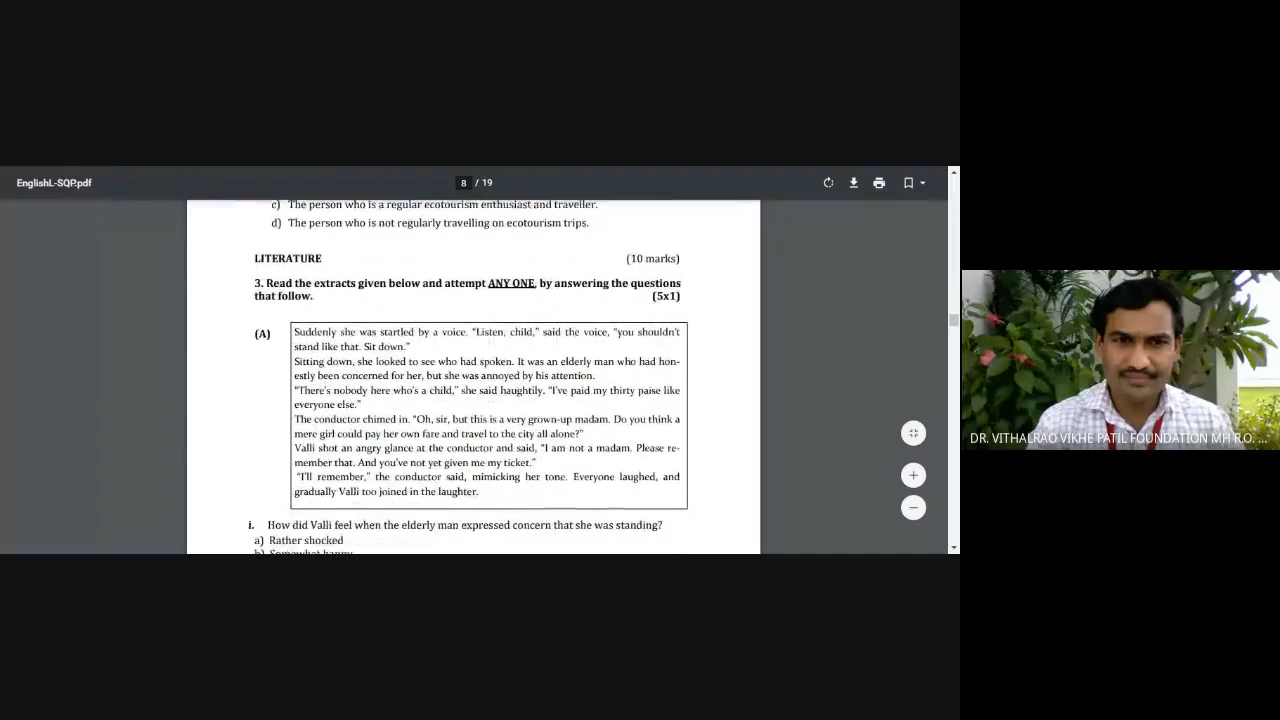 EnglishL-SQP.pdf
8 / 19
c) The person who is a regular ecotourism enthusiast and traveller.
d) The person who is not regularly travelling on ecotourism trips.
LITERATURE (10 marks)
3. Read the extracts given below and attempt ANY ONE, by answering the questions
that follow. (5x1)
(A)
Suddenly she was startled by a voice. “Listen, child,” said the voice, “you shouldn't
stand like that. Sit down.”
Sitting down, she looked to see who had spoken. It was an elderly man who had hon-
estly been concerned for her, but she was annoyed by his attention.
“There's nobody here who's a child,” she said haughtily. “I've paid my thirty paise like
everyone else.”
The conductor chimed in. “Oh, sir, but this is a very grown-up madam. Do you think a
mere girl could pay her own fare and travel to the city all alone?”
Valli shot an angry glance at the conductor and said, “I am not a madam. Please re-
member that. And you've not yet given me my ticket.”
“I'll remember,” the conductor said, mimicking her tone. Everyone laughed, and
gradually Valli too joined in the laughter.
i. How did Valli feel when the elderly man expressed concern that she was standing?
a) Rather shocked
b) Somewhat happy
DR. VITHALRAO VIKHE PATIL FOUNDATION MH R.O. ...